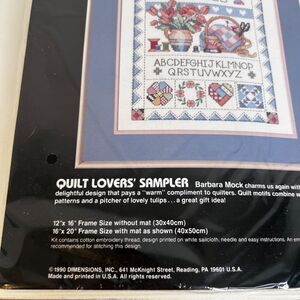 ABCDEFGHIJKLMNOP
QRSTUVWXYZ
QUILT LOVERS' SAMPLER Barbara Mock charms us again with
delightful design that pays a "warm" compliment to quilters. Quilt motifs combine w
patterns and a pitcher of lovely tulips... a great gift idea!
12" x 16" Frame Size without mat (30x40cm)
16" x 20" Frame Size with mat as shown (40x50cm)
Kit contains cotton embroidery thread, design printed on white sailcloth, needle and easy instructions. An em
recommended for stitching this design.
©1990 DIMENSIONS, INC., 641 McKnight Street, Reading, PA 19601 U.S.A.
Made and printed in U.S.A. All Rights Reserved.